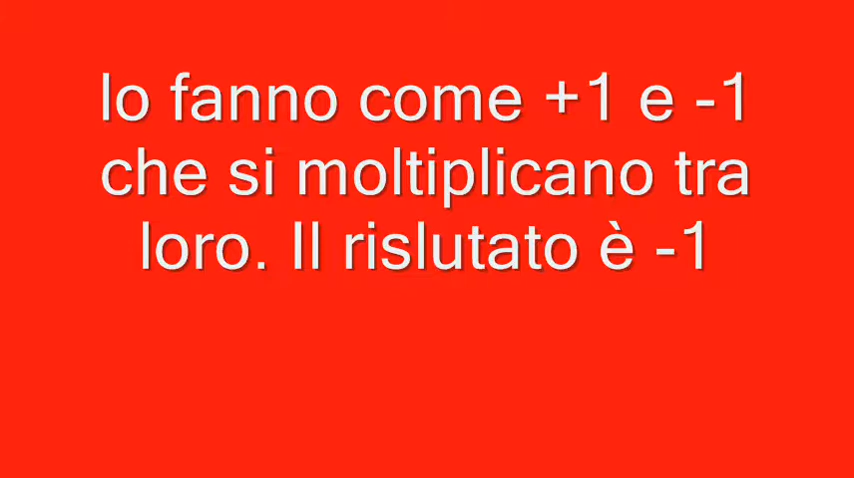 lo fanno come +1 e -1
che si moltiplicano tra
loro. Il rislutato è -1